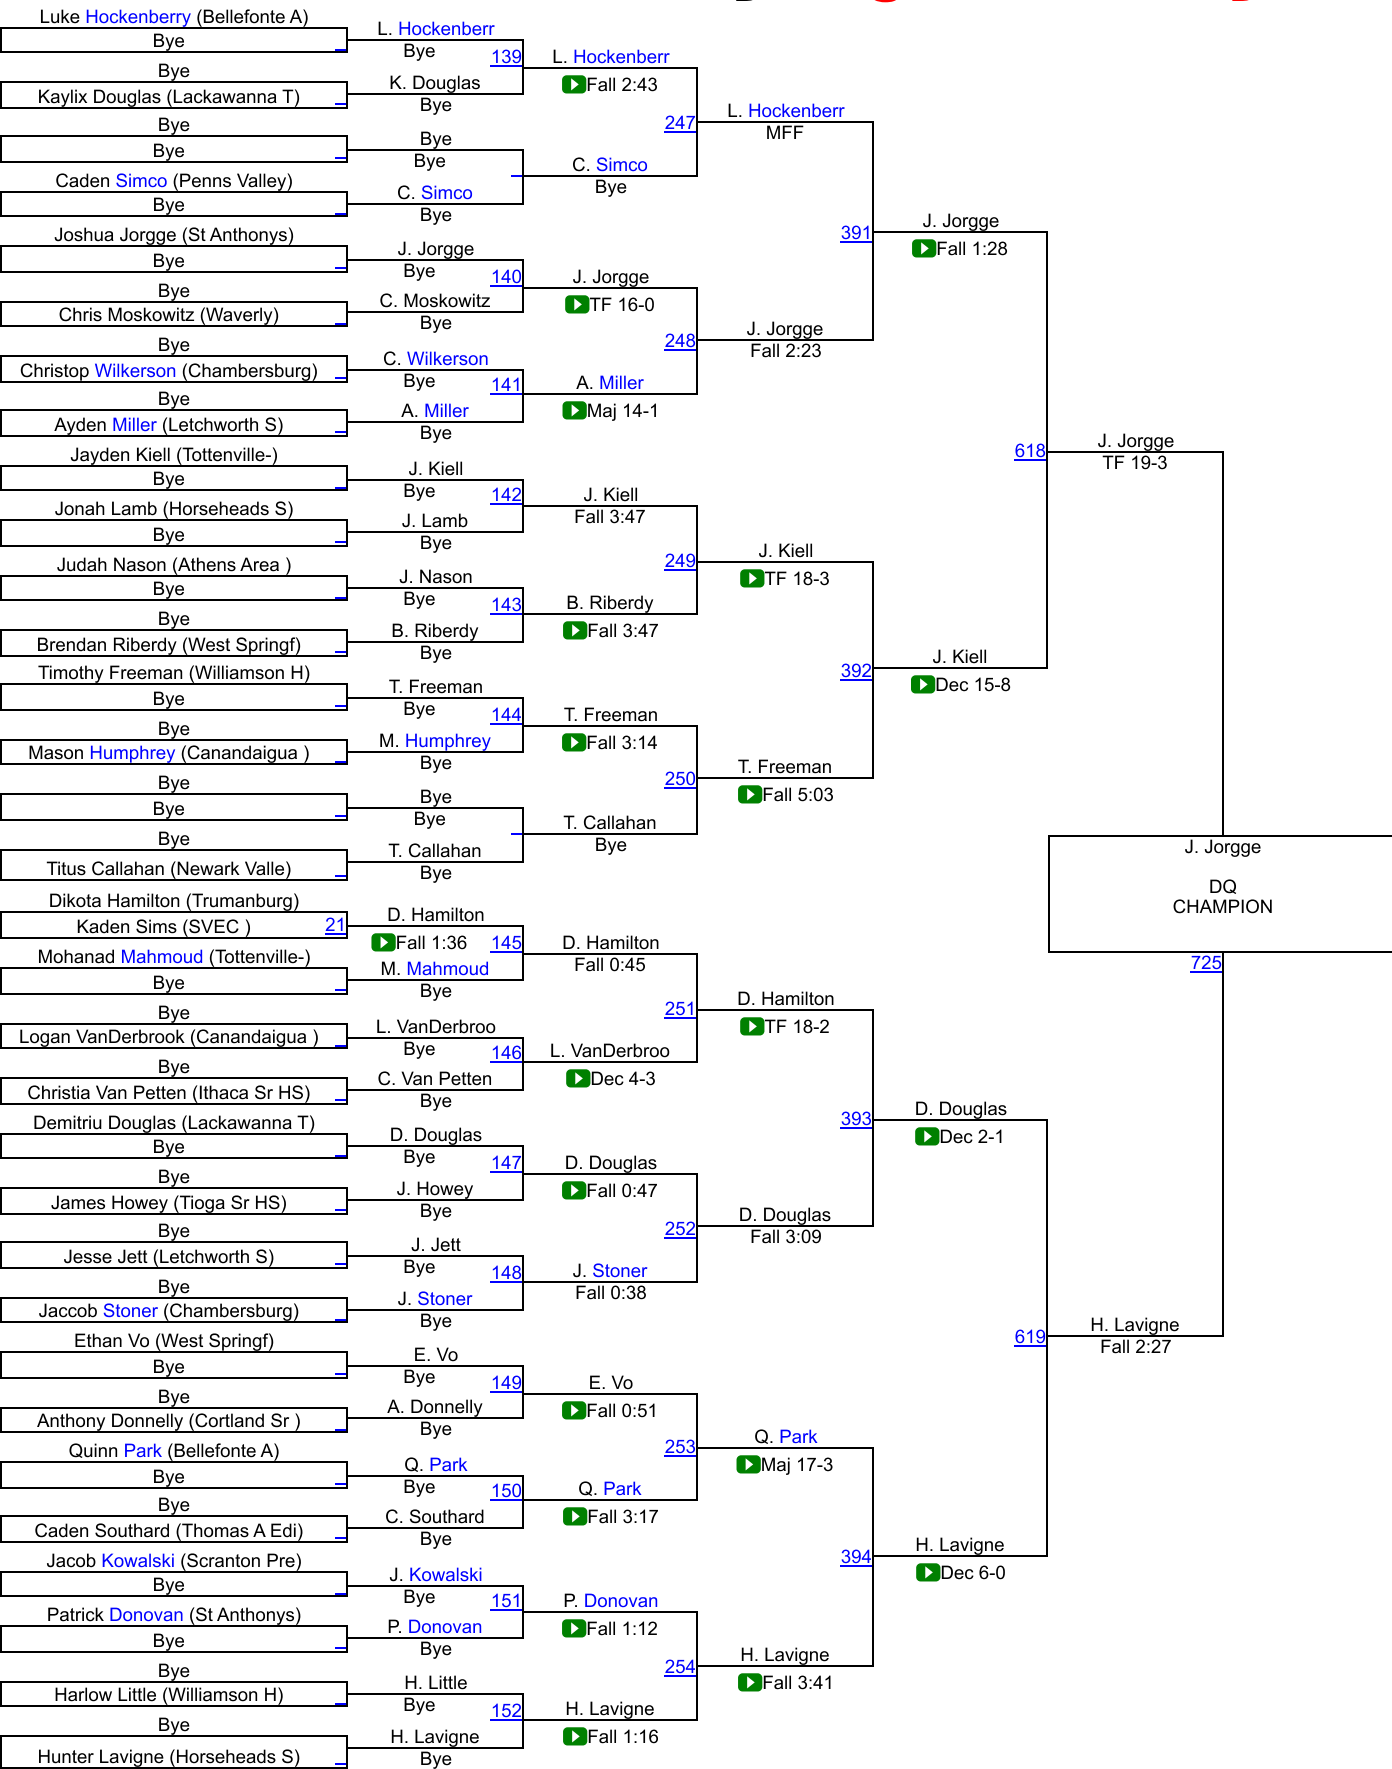 Luke Hockenberry (Bellefonte A)
Bye
Bye
Kaylix Douglas (Lackawanna T)
Bye
Bye
Caden Simco (Penns Valley)
Bye
Joshua Jorgge (St Anthonys)
Bye
Bye
Chris Moskowitz (Waverly)
Bye
Christop Wilkerson (Chambersburg)
Bye
Ayden Miller (Letchworth S)
Jayden Kiell (Tottenville-)
Bye
Jonah Lamb (Horseheads S)
Bye
Judah Nason (Athens Area )
Bye
Bye
Brendan Riberdy (West Springf)
Timothy Freeman (Williamson H)
Bye
Bye
Mason Humphrey (Canandaigua )
Bye
Bye
Bye
Titus Callahan (Newark Valle)
Dikota Hamilton (Trumanburg)
Kaden Sims (SVEC )
21
Mohanad Mahmoud (Tottenville-)
Bye
Bye
Logan VanDerbrook (Canandaigua )
Bye
Christia Van Petten (Ithaca Sr HS)
Demitriu Douglas (Lackawanna T)
Bye
Bye
James Howey (Tioga Sr HS)
Bye
Jesse Jett (Letchworth S)
Bye
Jaccob Stoner (Chambersburg)
Ethan Vo (West Springf)
Bye
Bye
Anthony Donnelly (Cortland Sr )
Quinn Park (Bellefonte A)
Bye
Bye
Caden Southard (Thomas A Edi)
Jacob Kowalski (Scranton Pre)
Bye
Patrick Donovan (St Anthonys)
Bye
Bye
Harlow Little (Williamson H)
Bye
Hunter Lavigne (Horseheads S)
L. Hockenberr
Bye
139
K. Douglas
Bye
Bye
Bye
C. Simco
Bye
J. Jorgge
Bye
140
C. Moskowitz
Bye
C. Wilkerson
Bye
141
A. Miller
Bye
J. Kiell
Bye
142
J. Lamb
Bye
J. Nason
Bye
143
B. Riberdy
Bye
T. Freeman
Bye
144
M. Humphrey
Bye
Bye
Bye
T. Callahan
Bye
D. Hamilton
Fall 1:36
145
M. Mahmoud
Bye
L. VanDerbroo
Bye
146
C. Van Petten
Bye
D. Douglas
Bye
147
J. Howey
Bye
J. Jett
Bye
148
J. Stoner
Bye
E. Vo
Bye
149
A. Donnelly
Bye
Q. Park
Bye
150
C. Southard
Bye
J. Kowalski
Bye
151
P. Donovan
Bye
H. Little
Bye
152
H. Lavigne
Bye
L. Hockenberr
Fall 2:43
247
C. Simco
Bye
J. Jorgge
TF 16-0
248
A. Miller
Maj 14-1
J. Kiell
Fall 3:47
249
B. Riberdy
Fall 3:47
T. Freeman
Fall 3:14
250
T. Callahan
Bye
D. Hamilton
Fall 0:45
251
L. VanDerbroo
Dec 4-3
D. Douglas
Fall 0:47
252
J. Stoner
Fall 0:38
E. Vo
Fall 0:51
253
Q. Park
Fall 3:17
P. Donovan
Fall 1:12
254
H. Lavigne
Fall 1:16
L. Hockenberr
MFF
391
J. Jorgge
Fall 2:23
J. Kiell
TF 18-3
392
T. Freeman
Fall 5:03
D. Hamilton
TF 18-2
393
D. Douglas
Fall 3:09
Q. Park
Maj 17-3
394
H. Lavigne
Fall 3:41
J. Jorgge
Fall 1:28
618
J. Kiell
Dec 15-8
D. Douglas
Dec 2-1
619
H. Lavigne
Dec 6-0
J. Jorgge
TF 19-3
H. Lavigne
Fall 2:27
J. Jorgge
DQ
CHAMPION
725